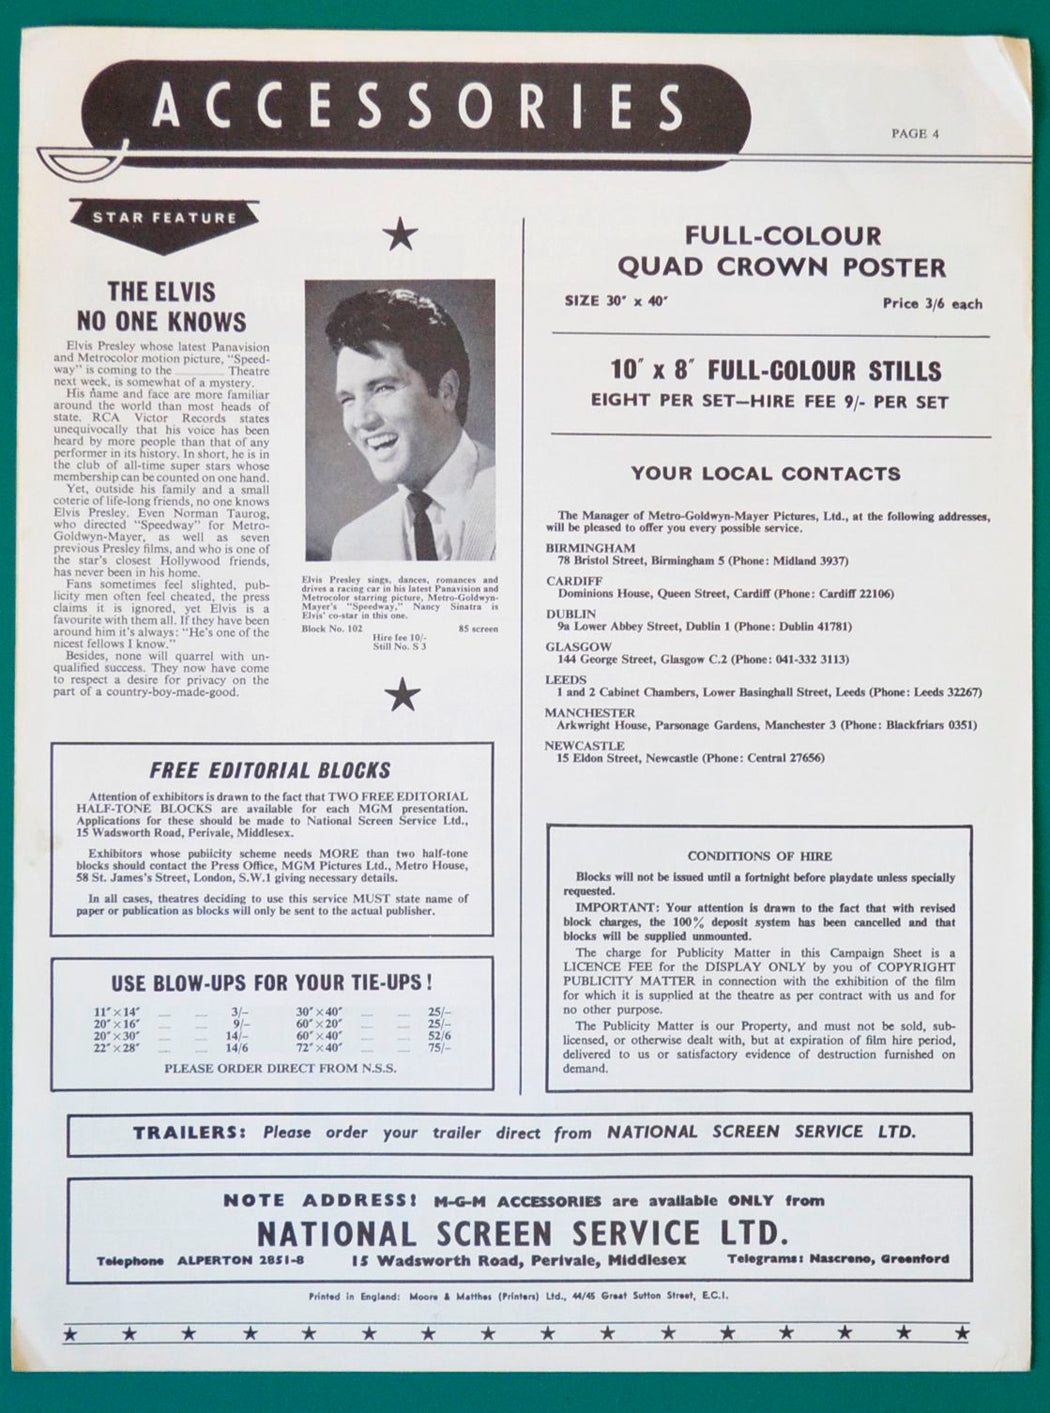 ACCESSORIES
PAGE 4
STAR FEATURE
THE ELVIS
NO ONE KNOWS
Elvis Presley whose latest Panavision
and Metrocolor motion picture, "Speed-
way" is coming to the ________ Theatre
next week, is somewhat of a mystery.
His name and face are more familiar
around the world than most heads of
state. RCA Victor Records states
unequivocally that his voice has been
heard by more people than that of any
performer in its history. In short, he is in
the club of all-time super stars whose
membership can be counted on one hand.
Yet, outside his family and a small
coterie of life-long friends, no one knows
Elvis Presley. Even Norman Taurog,
who directed "Speedway" for Metro-
Goldwyn-Mayer, as well as seven
previous Presley films, and who is one of
the star's closest Hollywood friends,
has never been in his home.
Fans sometimes feel slighted, pub-
licity men often feel cheated, the press
claims it is ignored, yet Elvis is a
favourite with them all. If they have been
around him it's always: "He's one of the
nicest fellows I know."
Besides, none will quarrel with un-
qualified success. They now have come
to respect a desire for privacy on the
part of a country-boy-made-good.
Elvis Presley sings, dances, romances and
drives a racing car in his latest Panavision and
Metrocolor starring picture, Metro-Goldwyn-
Mayer's "Speedway," Nancy Sinatra is
Elvis' co-star in this one.
Block No. 102 85 screen
Hire fee 10/-
Still No. S 3
FREE EDITORIAL BLOCKS
Attention of exhibitors is drawn to the fact that TWO FREE EDITORIAL
HALF-TONE BLOCKS are available for each MGM presentation.
Applications for these should be made to National Screen Service Ltd.,
15 Wadsworth Road, Perivale, Middlesex.
Exhibitors whose publicity scheme needs MORE than two half-tone
blocks should contact the Press Office, MGM Pictures Ltd., Metro House,
58 St. James's Street, London, S.W.1 giving necessary details.
In all cases, theatres deciding to use this service MUST state name of
paper or publication as blocks will only be sent to the actual publisher.
USE BLOW-UPS FOR YOUR TIE-UPS!
11"×14" .... .... 3/- 30"×40" .... .... 25/-
20"×16" .... .... 9/- 60"×20" .... .... 25/-
20"×30" .... .... 14/- 60"×40" .... .... 52/6
22"×28" .... .... 14/6 72"×40" .... .... 75/-
PLEASE ORDER DIRECT FROM N.S.S.
FULL-COLOUR
QUAD CROWN POSTER
SIZE 30" x 40" Price 3/6 each
10" x 8" FULL-COLOUR STILLS
EIGHT PER SET—HIRE FEE 9/- PER SET
YOUR LOCAL CONTACTS
The Manager of Metro-Goldwyn-Mayer Pictures, Ltd., at the following addresses,
will be pleased to offer you every possible service.
BIRMINGHAM
78 Bristol Street, Birmingham 5 (Phone: Midland 3937)
CARDIFF
Dominions House, Queen Street, Cardiff (Phone: Cardiff 22106)
DUBLIN
9a Lower Abbey Street, Dublin 1 (Phone: Dublin 41781)
GLASGOW
144 George Street, Glasgow C.2 (Phone: 041-332 3113)
LEEDS
1 and 2 Cabinet Chambers, Lower Basinghall Street, Leeds (Phone: Leeds 32267)
MANCHESTER
Arkwright House, Parsonage Gardens, Manchester 3 (Phone: Blackfriars 0351)
NEWCASTLE
15 Eldon Street, Newcastle (Phone: Central 27656)
CONDITIONS OF HIRE
Blocks will not be issued until a fortnight before playdate unless specially
requested.
IMPORTANT: Your attention is drawn to the fact that with revised
block charges, the 100% deposit system has been cancelled and that
blocks will be supplied unmounted.
The charge for Publicity Matter in this Campaign Sheet is a
LICENCE FEE for the DISPLAY ONLY by you of COPYRIGHT
PUBLICITY MATTER in connection with the exhibition of the film
for which it is supplied at the theatre as per contract with us and for
no other purpose.
The Publicity Matter is our Property, and must not be sold, sub-
licensed, or otherwise dealt with, but at expiration of film hire period,
delivered to us or satisfactory evidence of destruction furnished on
demand.
TRAILERS: Please order your trailer direct from NATIONAL SCREEN SERVICE LTD.
NOTE ADDRESS! M-G-M ACCESSORIES are available ONLY from
NATIONAL SCREEN SERVICE LTD.
Telephone ALPERTON 2851-8 15 Wadsworth Road, Perivale, Middlesex Telegrams: Nascreno, Greenford
Printed in England: Moore & Matthes (Printers) Ltd., 44/45 Great Sutton Street, E.C.1.